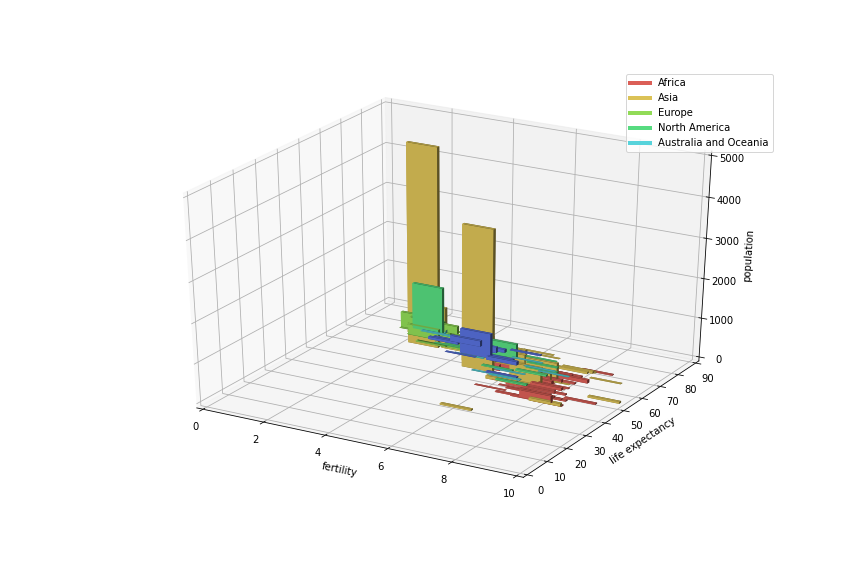 Africa
Asia
Europe
North America
Australia and Oceania
5000
4000
3000
2000
1000
0
population
90
80
70
60
50
40
30
20
10
0
life expectancy
0
2
4
6
8
10
fertility